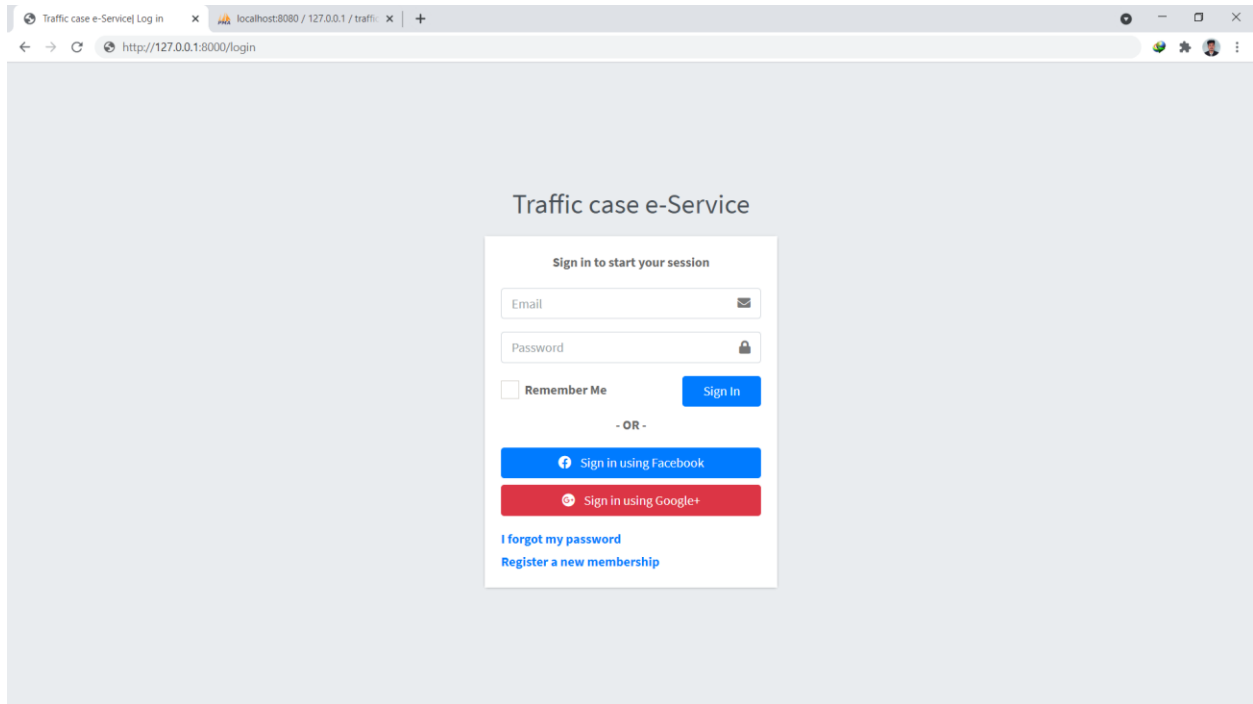 Traffic case e-Service| Log in
localhost:8080 / 127.0.0.1 / traffic
http://127.0.0.1:8000/login
Traffic case e-Service
Sign in to start your session
Email
Password
Remember Me
Sign In
- OR -
Sign in using Facebook
Sign in using Google+
I forgot my password
Register a new membership